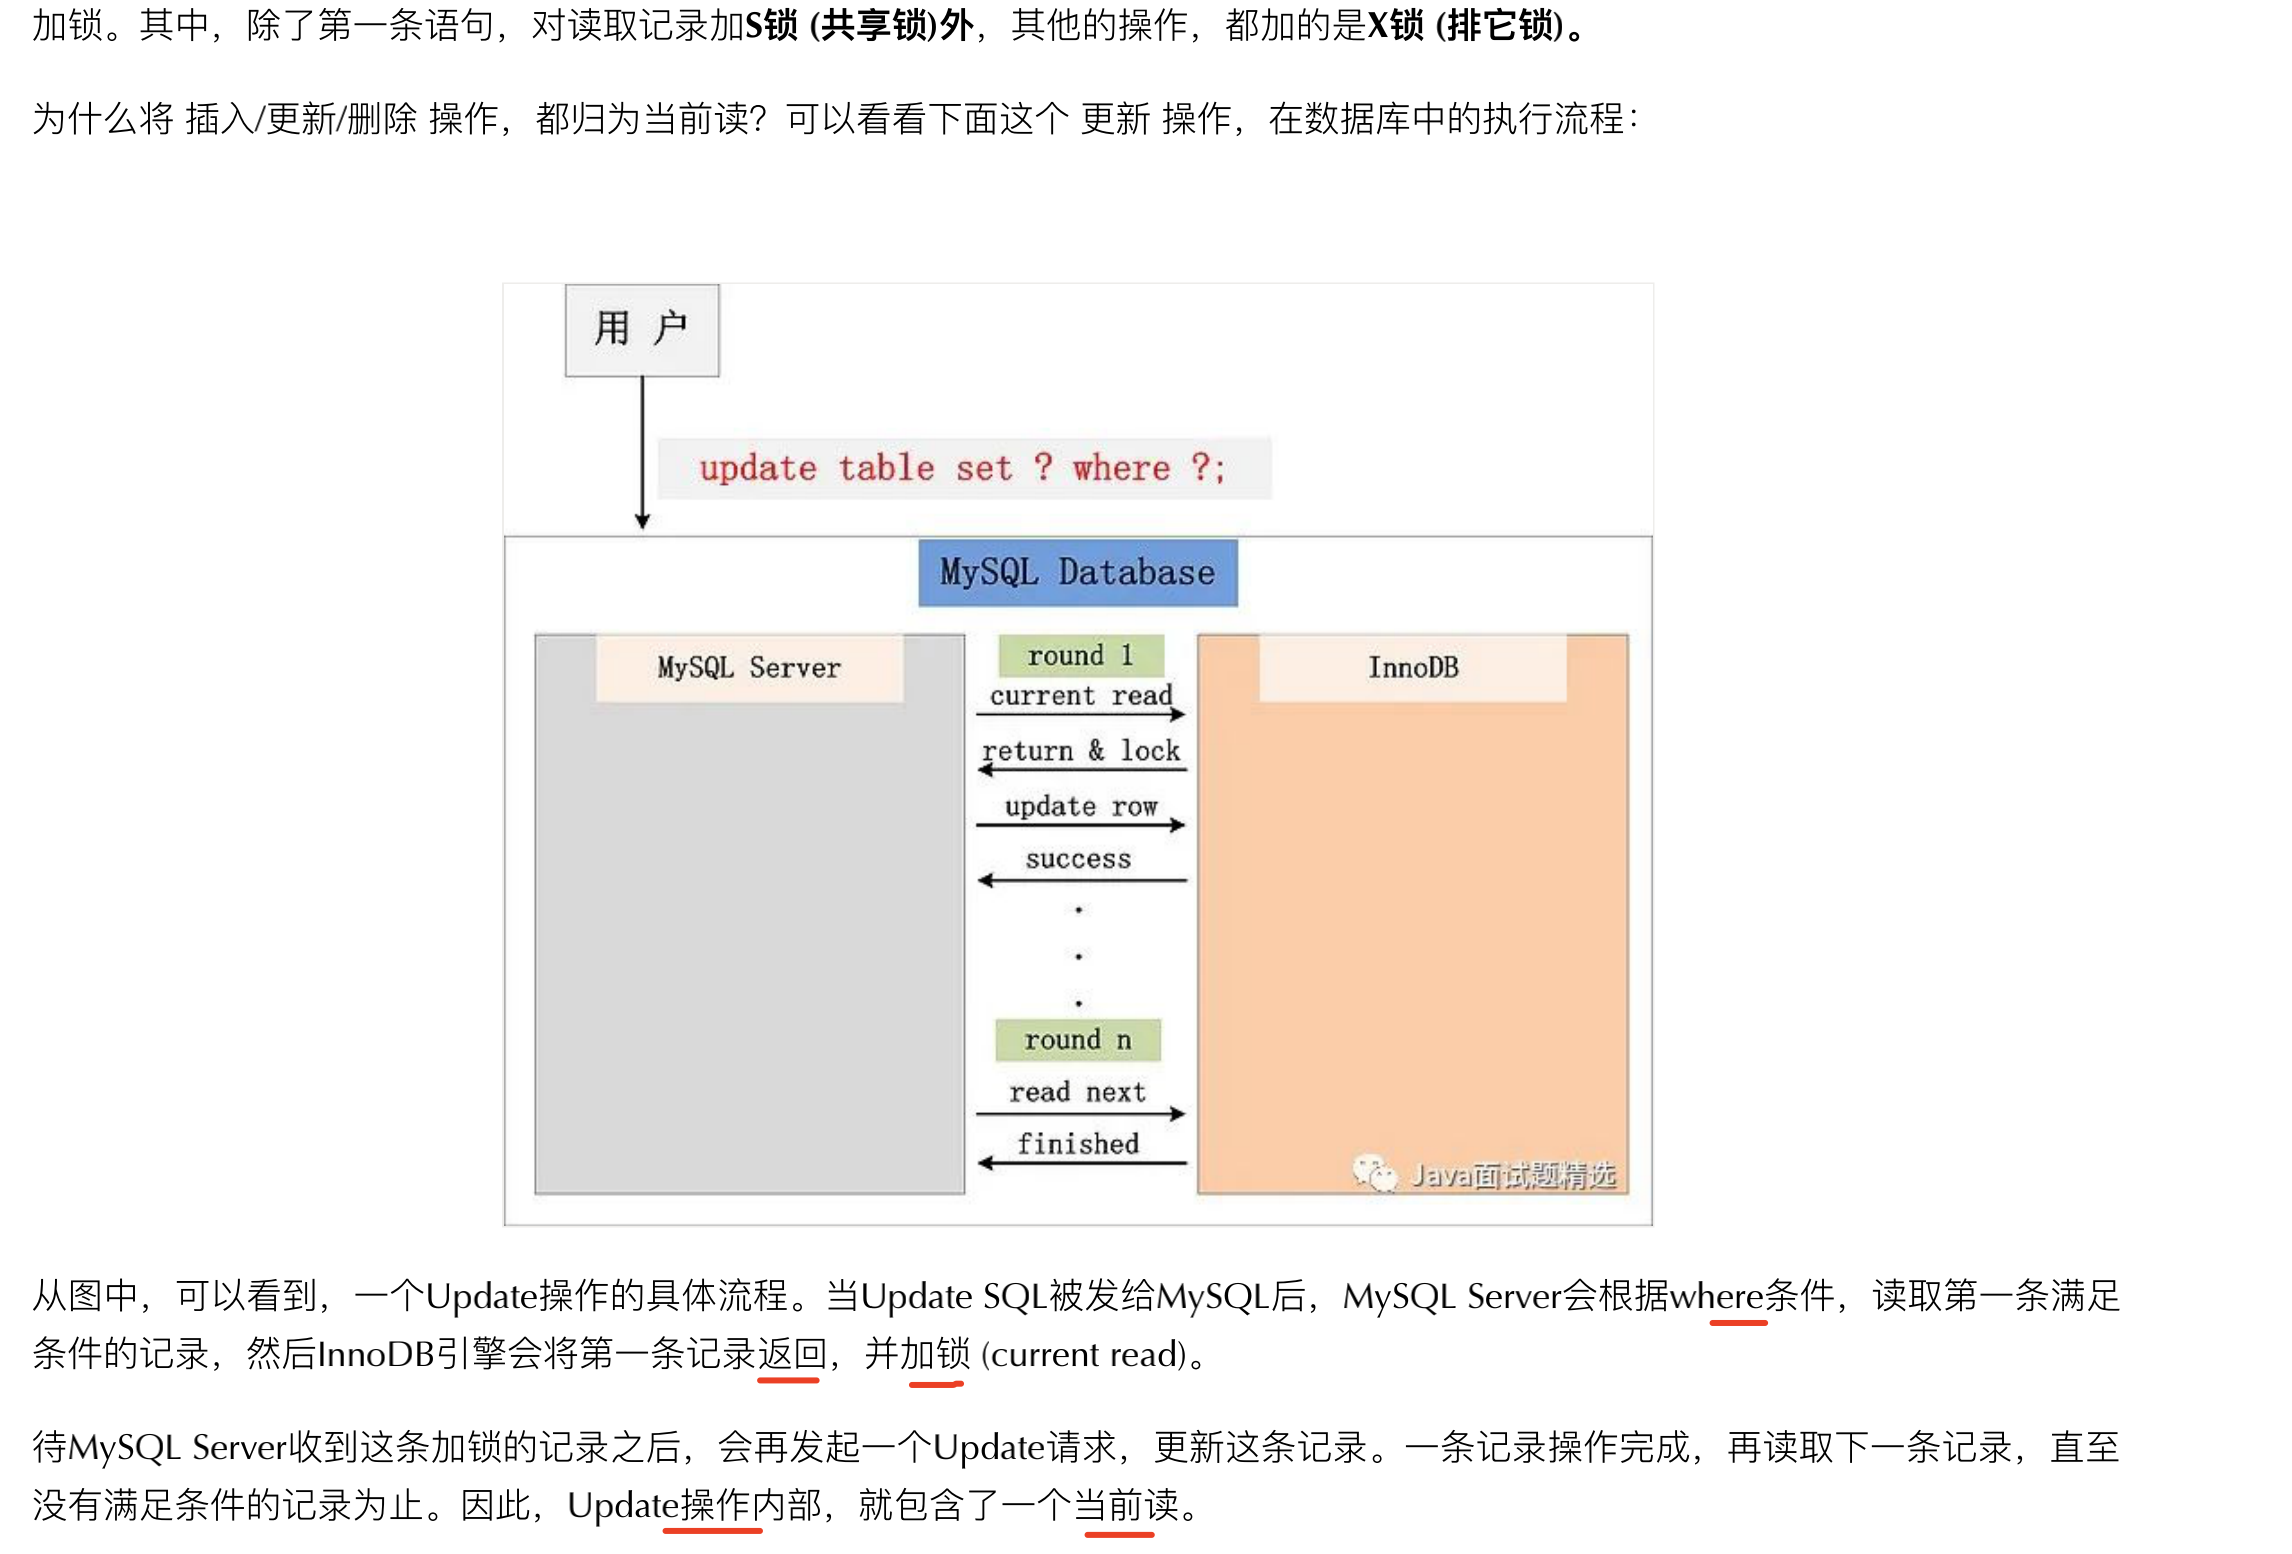 加锁。其中，除了第一条语句，对读取记录加S锁 (共享锁)外，其他的操作，都加的是X锁 (排它锁)。
为什么将 插入/更新/删除 操作，都归为当前读？可以看看下面这个 更新 操作，在数据库中的执行流程：
用 户
update table set ? where ?;
MySQL Database
MySQL Server
round 1
InnoDB
current read
return & lock
update row
success
.
.
.
round n
read next
finished
Java面试题精选
从图中，可以看到，一个Update操作的具体流程。当Update SQL被发给MySQL后，MySQL Server会根据where条件，读取第一条满足
条件的记录，然后InnoDB引擎会将第一条记录返回，并加锁 (current read)。
待MySQL Server收到这条加锁的记录之后，会再发起一个Update请求，更新这条记录。一条记录操作完成，再读取下一条记录，直至
没有满足条件的记录为止。因此，Update操作内部，就包含了一个当前读。